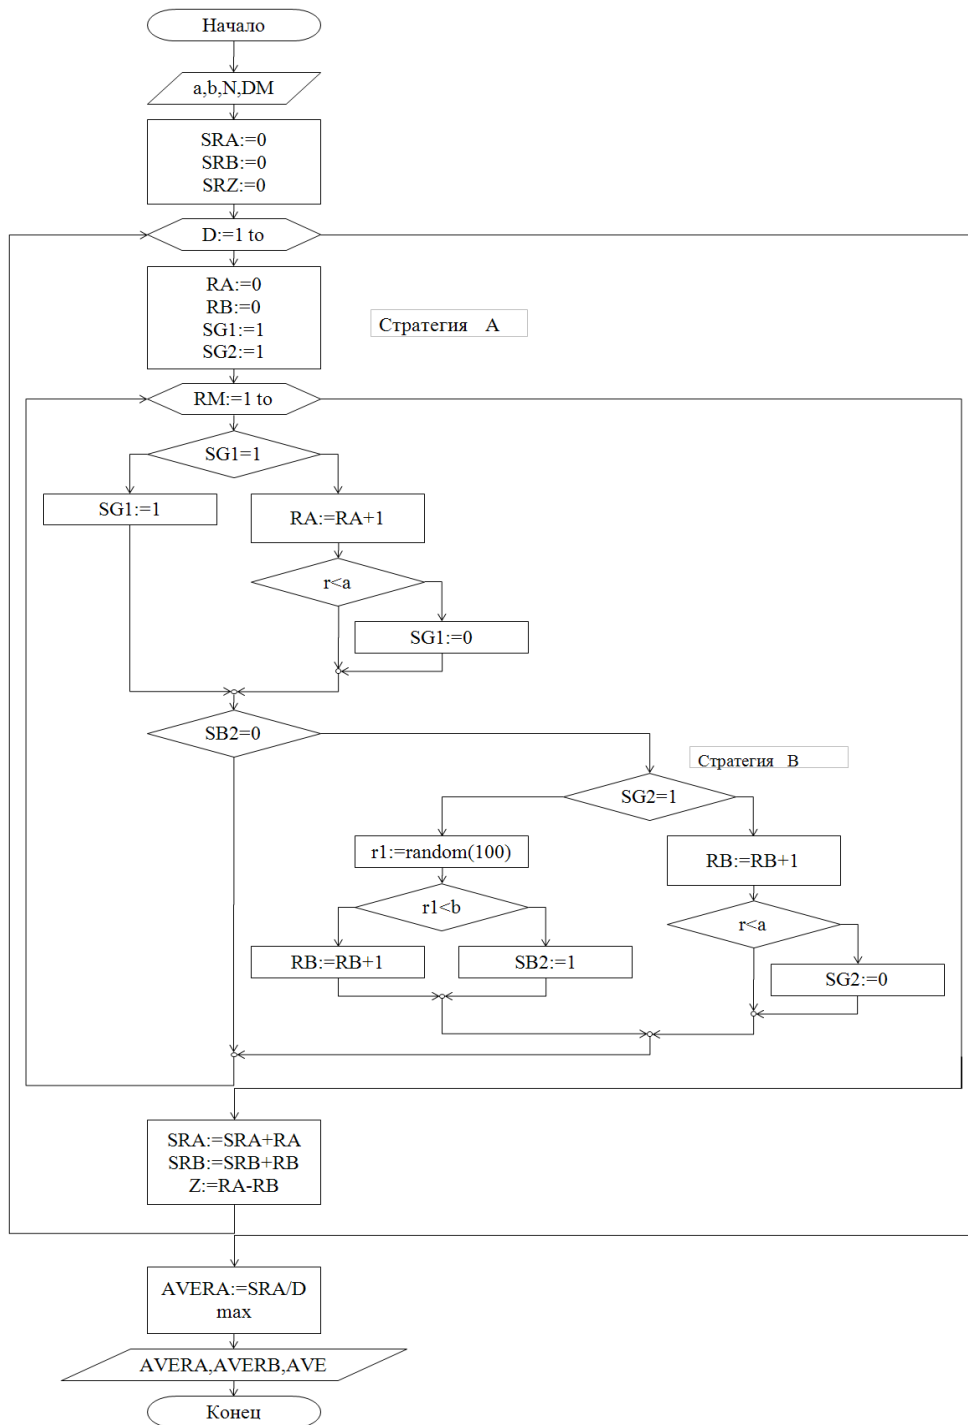 Начало
a,b,N,DM
SRA:=0
SRB:=0
SRZ:=0
D:=1 to
RA:=0
RB:=0
SG1:=1
SG2:=1
Стратегия А
RM:=1 to
SG1=1
SG1:=1
RA:=RA+1
r<a
SG1:=0
SB2=0
Стратегия В
SG2=1
r1:=random(100)
RB:=RB+1
r1<b
r<a
RB:=RB+1
SB2:=1
SG2:=0
SRA:=SRA+RA
SRB:=SRB+RB
Z:=RA-RB
AVERA:=SRA/D
max
AVERA,AVERB,AVE
Конец